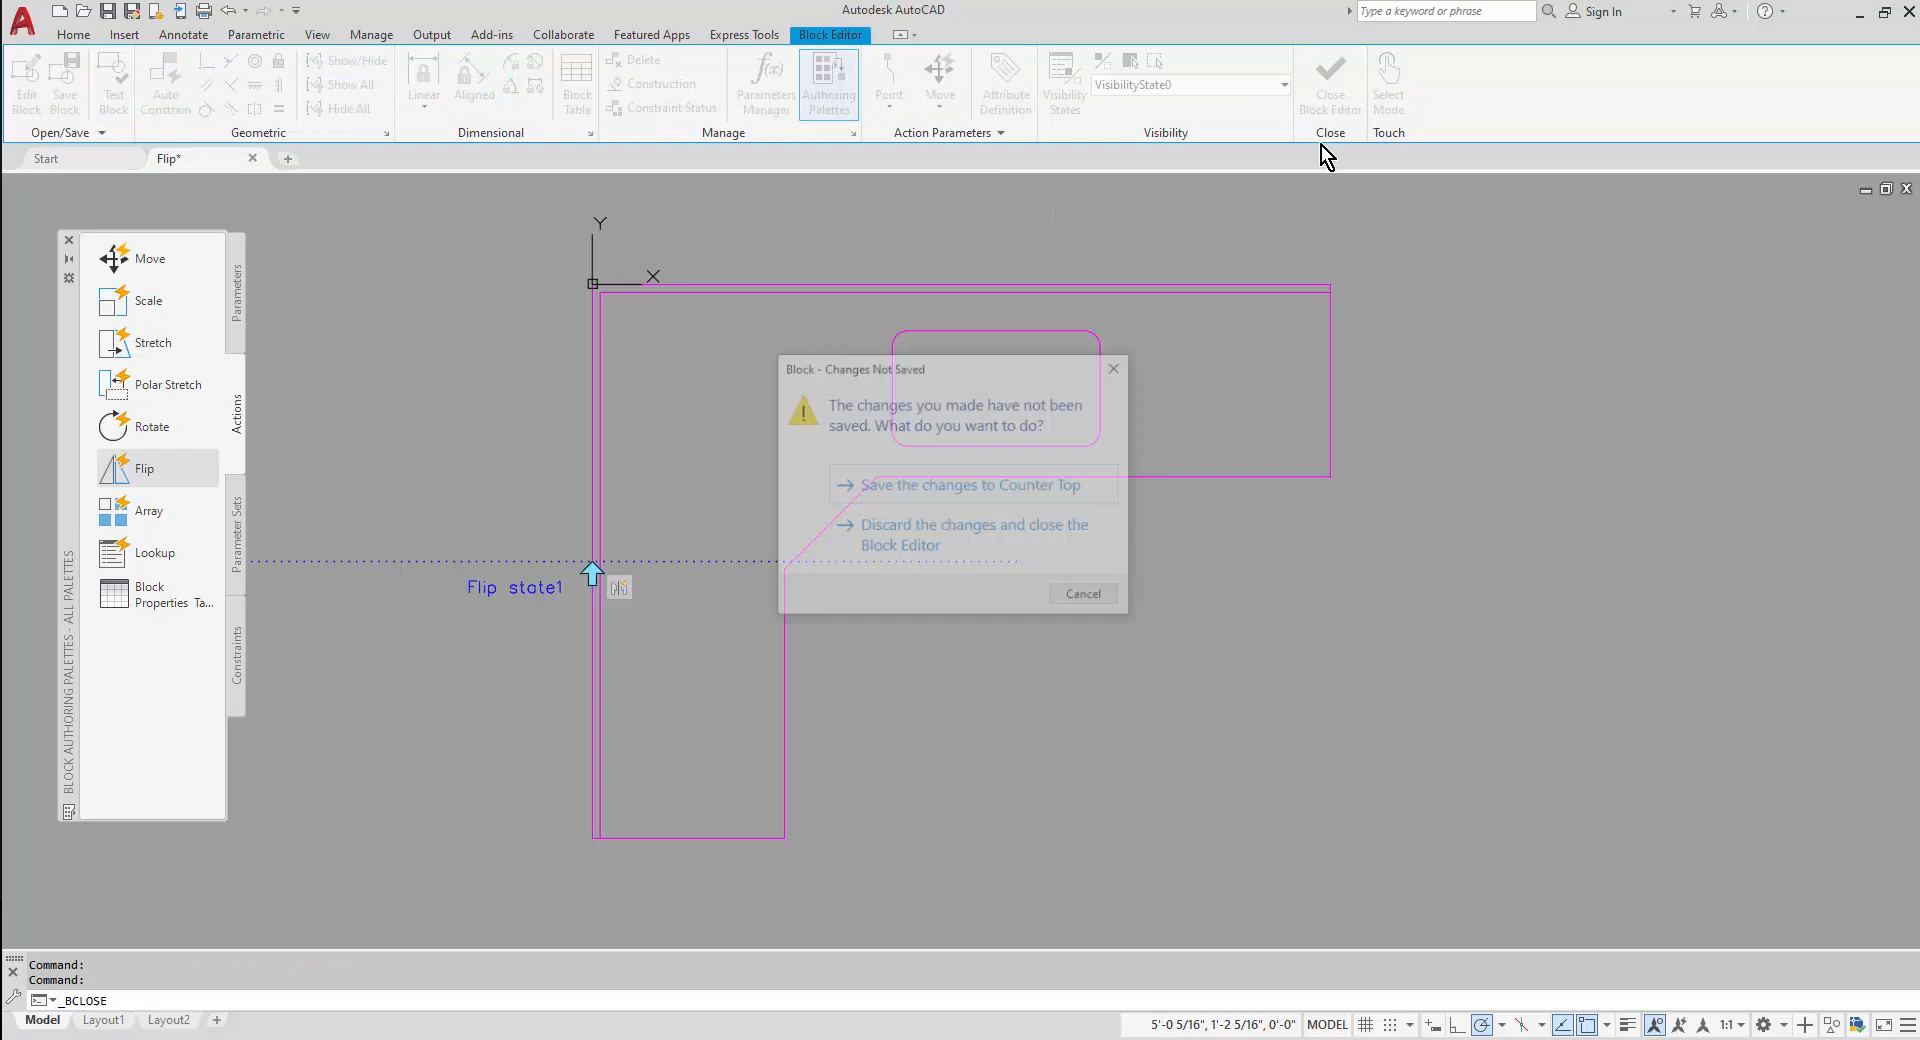 Autodesk AutoCAD
Type a keyword or phrase
Sign In
Home Insert Annotate Parametric View Manage Output Add-ins Collaborate Featured Apps Express Tools Block Editor
Edit Block
Save Block
Test Block
Auto Constrain
Show/Hide
Show All
Hide All
Linear
Aligned
Block Table
Delete
Construction
Constraint Status
Parameters Manager
Authoring Palettes
Point
Move
Attribute Definition
Visibility States
VisibilityState0
Close Block Editor
Select Mode
Open/Save Geometric Dimensional Manage Action Parameters Visibility Close Touch
Start
Flip*
Y
X
Move
Scale
Stretch
Polar Stretch
Rotate
Flip
Array
Lookup
Block
Properties Ta...
Parameters
Actions
Parameter Sets
Constraints
BLOCK AUTHORING PALETTES - ALL PALETTES
Flip state1
Block - Changes Not Saved
The changes you made have not been
saved. What do you want to do?
Save the changes to Counter Top
Discard the changes and close the
Block Editor
Cancel
Command:
Command:
_BCLOSE
Model Layout1 Layout2
5'-0 5/16", 1'-2 5/16", 0'-0" MODEL 1:1